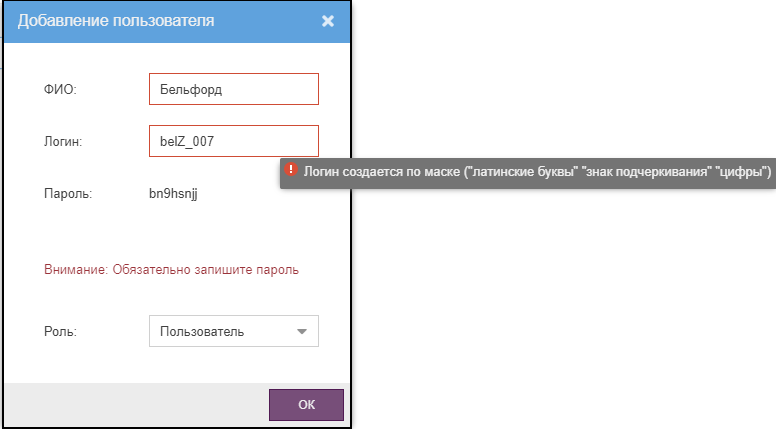 Добавление пользователя
ФИО: Бельфорд
Логин: belZ_007
Логин создается по маске ("латинские буквы" "знак подчеркивания" "цифры")
Пароль: bn9hsnjj
Внимание: Обязательно запишите пароль
Роль: Пользователь
ОК